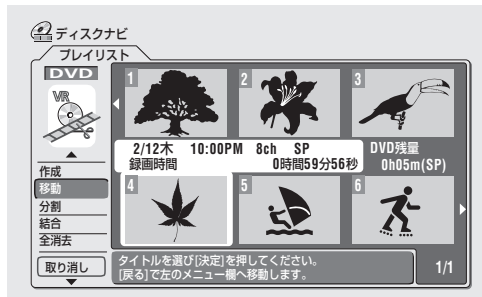 ディスクナビ
プレイリスト
DVD
VR
1
2
3
2/12木 10:00PM 8ch SP
録画時間 0時間59分56秒
DVD残量
0h05m(SP)
作成
移動
分割
結合
全消去
取り消し
4
5
6
タイトルを選び[決定]を押してください。
[戻る]で左のメニュー欄へ移動します。
1/1